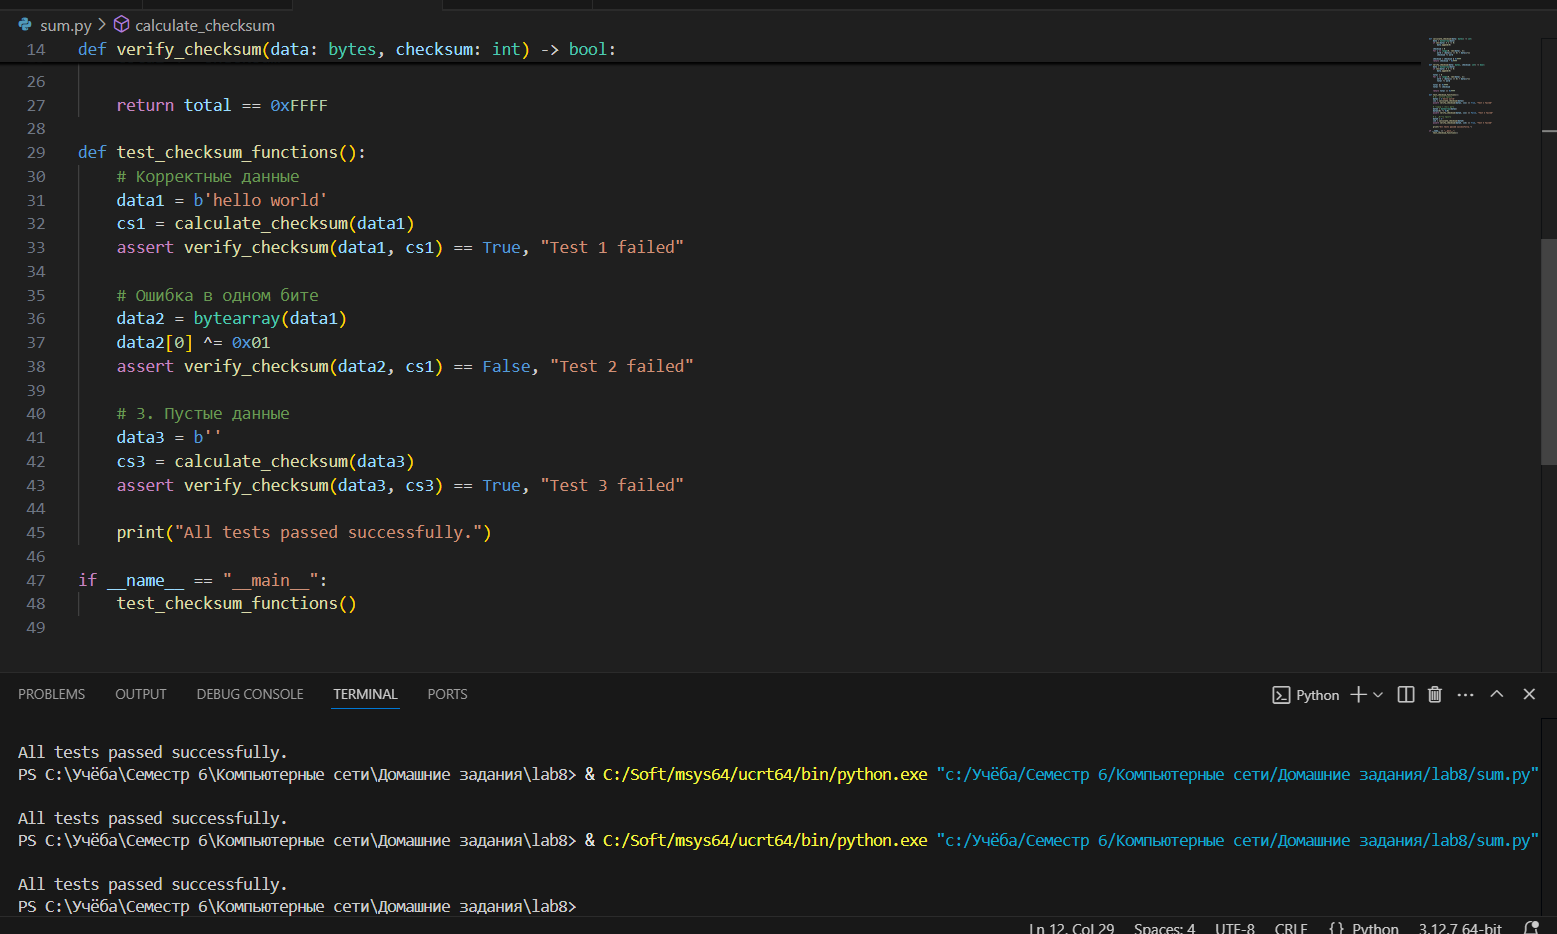 sum.py > calculate_checksum
14 def verify_checksum(data: bytes, checksum: int) -> bool:
26
27 return total == 0xFFFF
28
29 def test_checksum_functions():
30 # Корректные данные
31 data1 = b'hello world'
32 cs1 = calculate_checksum(data1)
33 assert verify_checksum(data1, cs1) == True, "Test 1 failed"
34
35 # Ошибка в одном бите
36 data2 = bytearray(data1)
37 data2[0] ^= 0x01
38 assert verify_checksum(data2, cs1) == False, "Test 2 failed"
39
40 # 3. Пустые данные
41 data3 = b''
42 cs3 = calculate_checksum(data3)
43 assert verify_checksum(data3, cs3) == True, "Test 3 failed"
44
45 print("All tests passed successfully.")
46
47 if __name__ == "__main__":
48 test_checksum_functions()
49
PROBLEMS OUTPUT DEBUG CONSOLE TERMINAL PORTS Python
All tests passed successfully.
PS C:\Учёба\Семестр 6\Компьютерные сети\Домашние задания\lab8> & C:/Soft/msys64/ucrt64/bin/python.exe "c:/Учёба/Семестр 6/Компьютерные сети/Домашние задания/lab8/sum.py"
All tests passed successfully.
PS C:\Учёба\Семестр 6\Компьютерные сети\Домашние задания\lab8> & C:/Soft/msys64/ucrt64/bin/python.exe "c:/Учёба/Семестр 6/Компьютерные сети/Домашние задания/lab8/sum.py"
All tests passed successfully.
PS C:\Учёба\Семестр 6\Компьютерные сети\Домашние задания\lab8>
Ln 12, Col 29 Spaces: 4 UTF-8 CRLF {} Python 3.12.7 64-bit